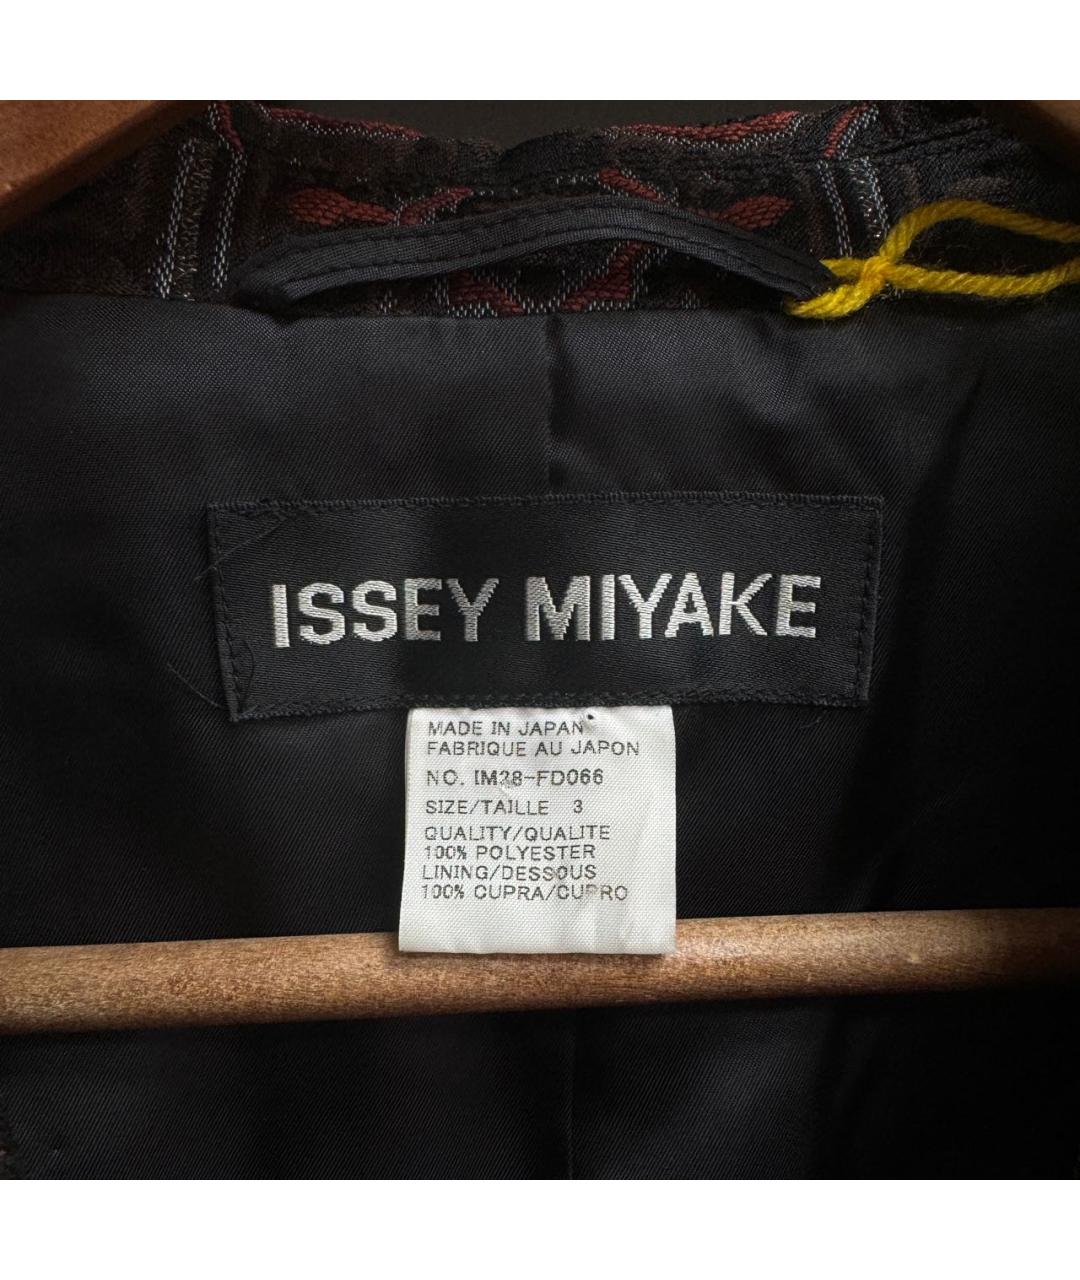 ISSEY MIYAKE
MADE IN JAPAN
FABRIQUE AU JAPON
NO. IM38-FD066
SIZE/TAILLE 3
QUALITY/QUALITE
100% POLYESTER
LINING/DESSOUS
100% CUPRA/CUPRO